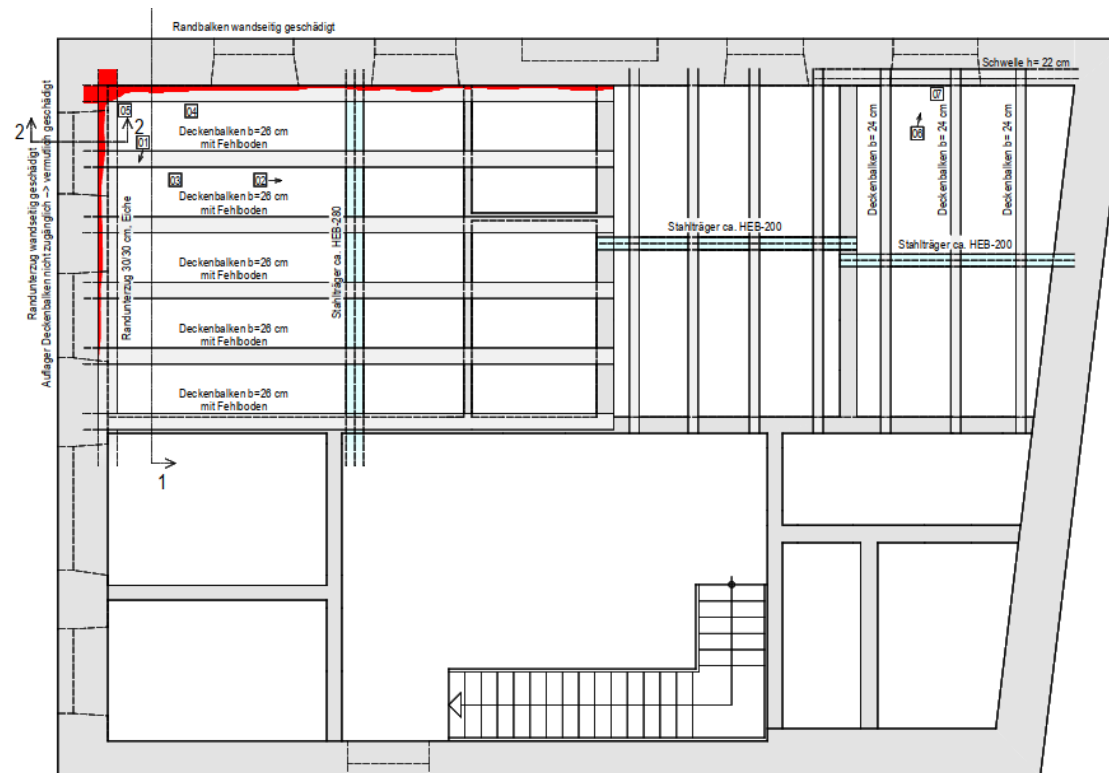 Randbalken wandseitig geschädigt
Schwelle h= 22 cm
Randunterzug wandseitig geschädigt
Auflager Deckenbalken nicht zugänglich --> vermutlich geschädigt
2
2
05
04
01
03
02
07
06
Deckenbalken b=26 cm
mit Fehlboden
Deckenbalken b=26 cm
mit Fehlboden
Deckenbalken b=26 cm
mit Fehlboden
Deckenbalken b=26 cm
mit Fehlboden
Deckenbalken b=26 cm
mit Fehlboden
Randunterzug 30/30 cm, Eiche
Stahlträger ca. HEB-280
Stahlträger ca. HEB-200
Stahlträger ca. HEB-200
Deckenbalken b= 24 cm
Deckenbalken b= 24 cm
Deckenbalken b= 24 cm
1